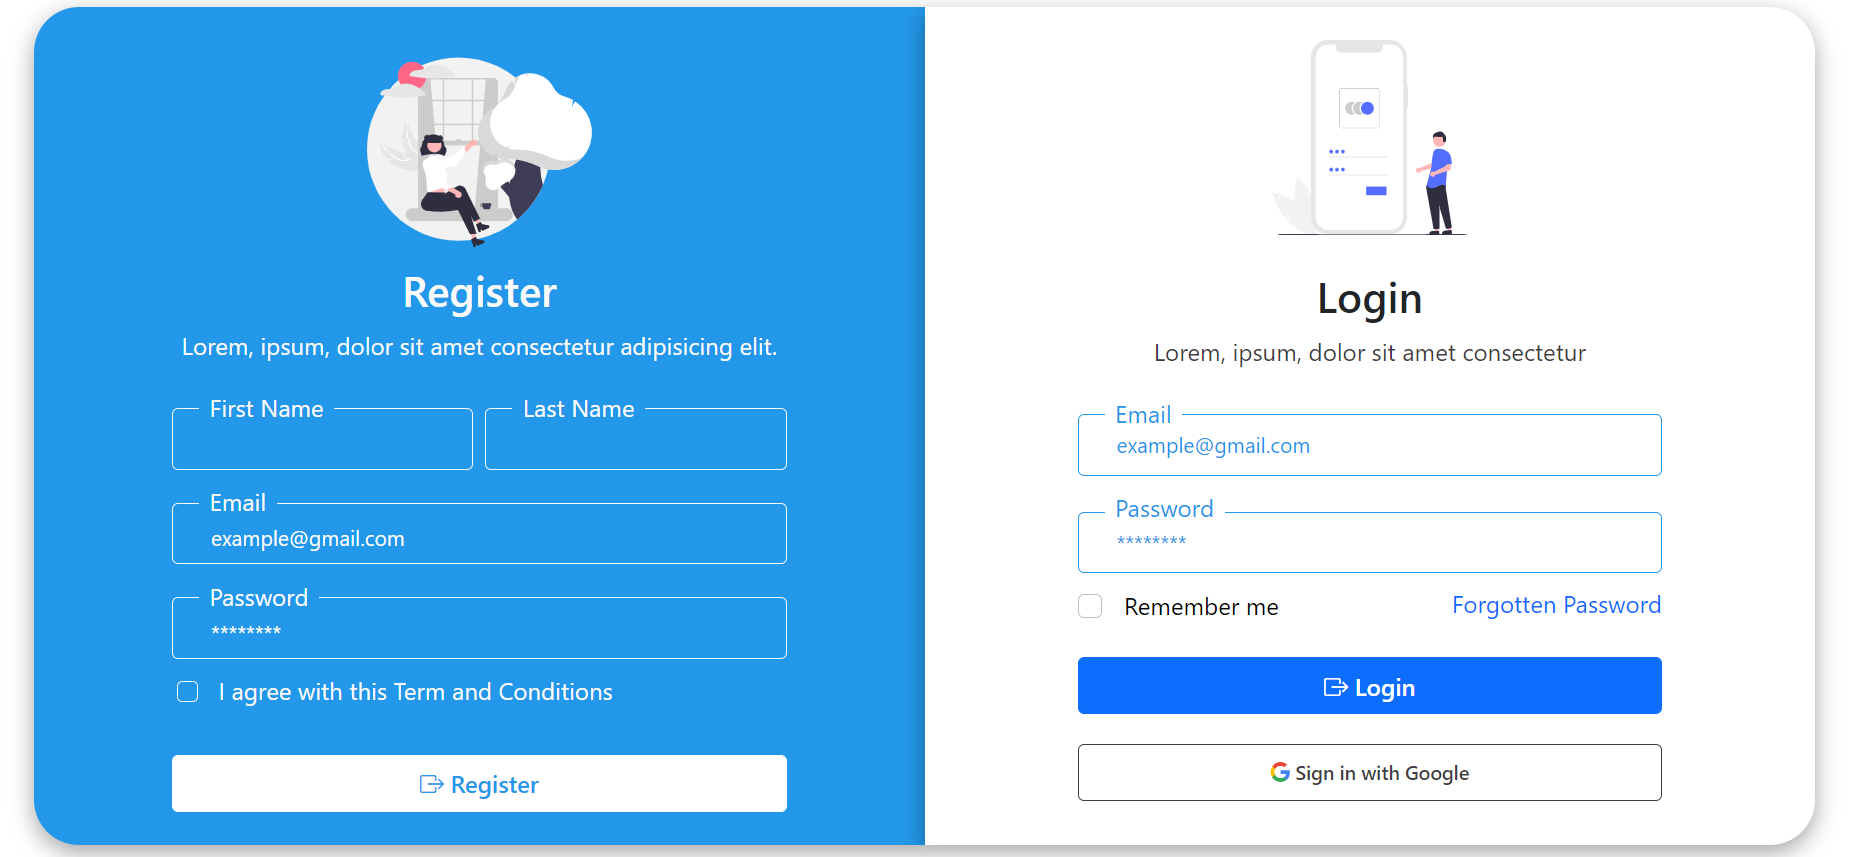 Register
Lorem, ipsum, dolor sit amet consectetur adipisicing elit.
First Name
Last Name
Email
example@gmail.com
Password
********
I agree with this Term and Conditions
Register
Login
Lorem, ipsum, dolor sit amet consectetur
Email
example@gmail.com
Password
********
Remember me
Forgotten Password
Login
Sign in with Google